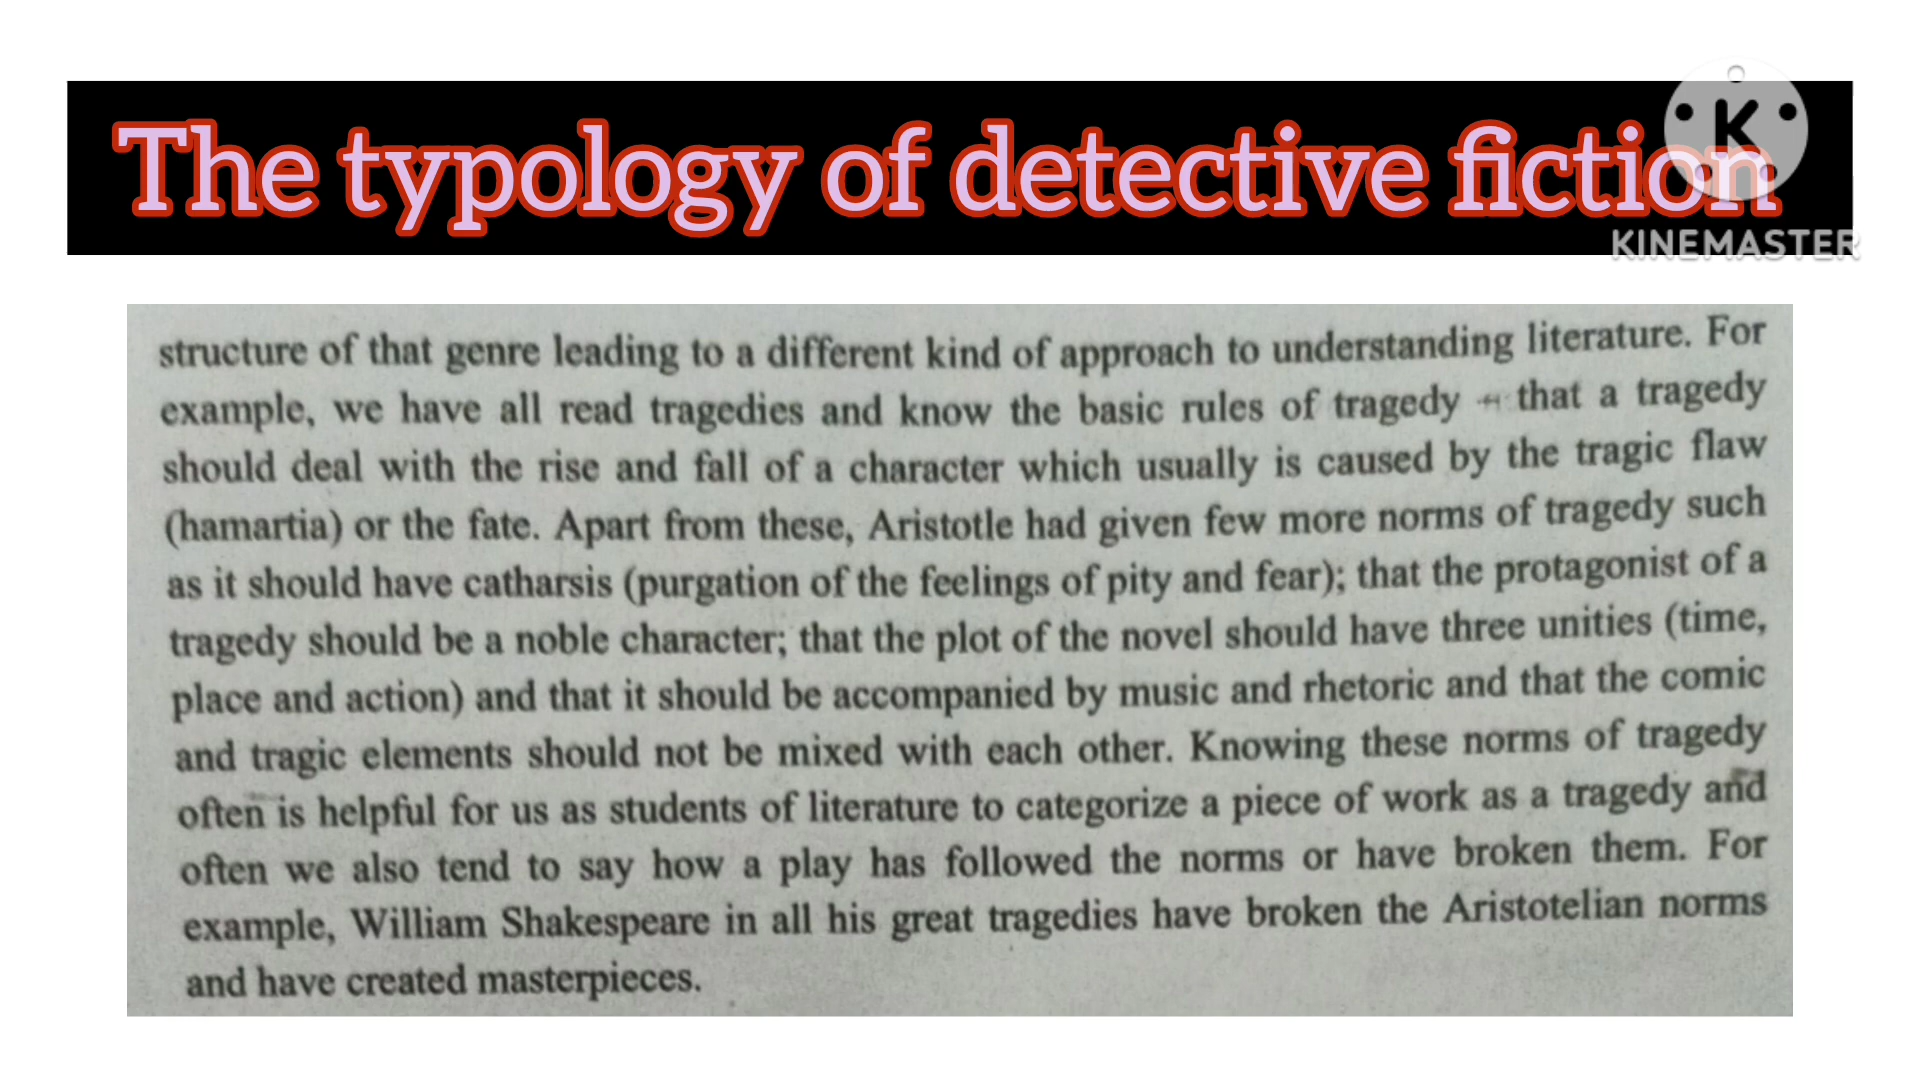 The typology of detective fiction
K
KINEMASTER
structure of that genre leading to a different kind of approach to understanding literature. For
example, we have all read tragedies and know the basic rules of tragedy – that a tragedy
should deal with the rise and fall of a character which usually is caused by the tragic flaw
(hamartia) or the fate. Apart from these, Aristotle had given few more norms of tragedy such
as it should have catharsis (purgation of the feelings of pity and fear); that the protagonist of a
tragedy should be a noble character; that the plot of the novel should have three unities (time,
place and action) and that it should be accompanied by music and rhetoric and that the comic
and tragic elements should not be mixed with each other. Knowing these norms of tragedy
often is helpful for us as students of literature to categorize a piece of work as a tragedy and
often we also tend to say how a play has followed the norms or have broken them. For
example, William Shakespeare in all his great tragedies have broken the Aristotelian norms
and have created masterpieces.